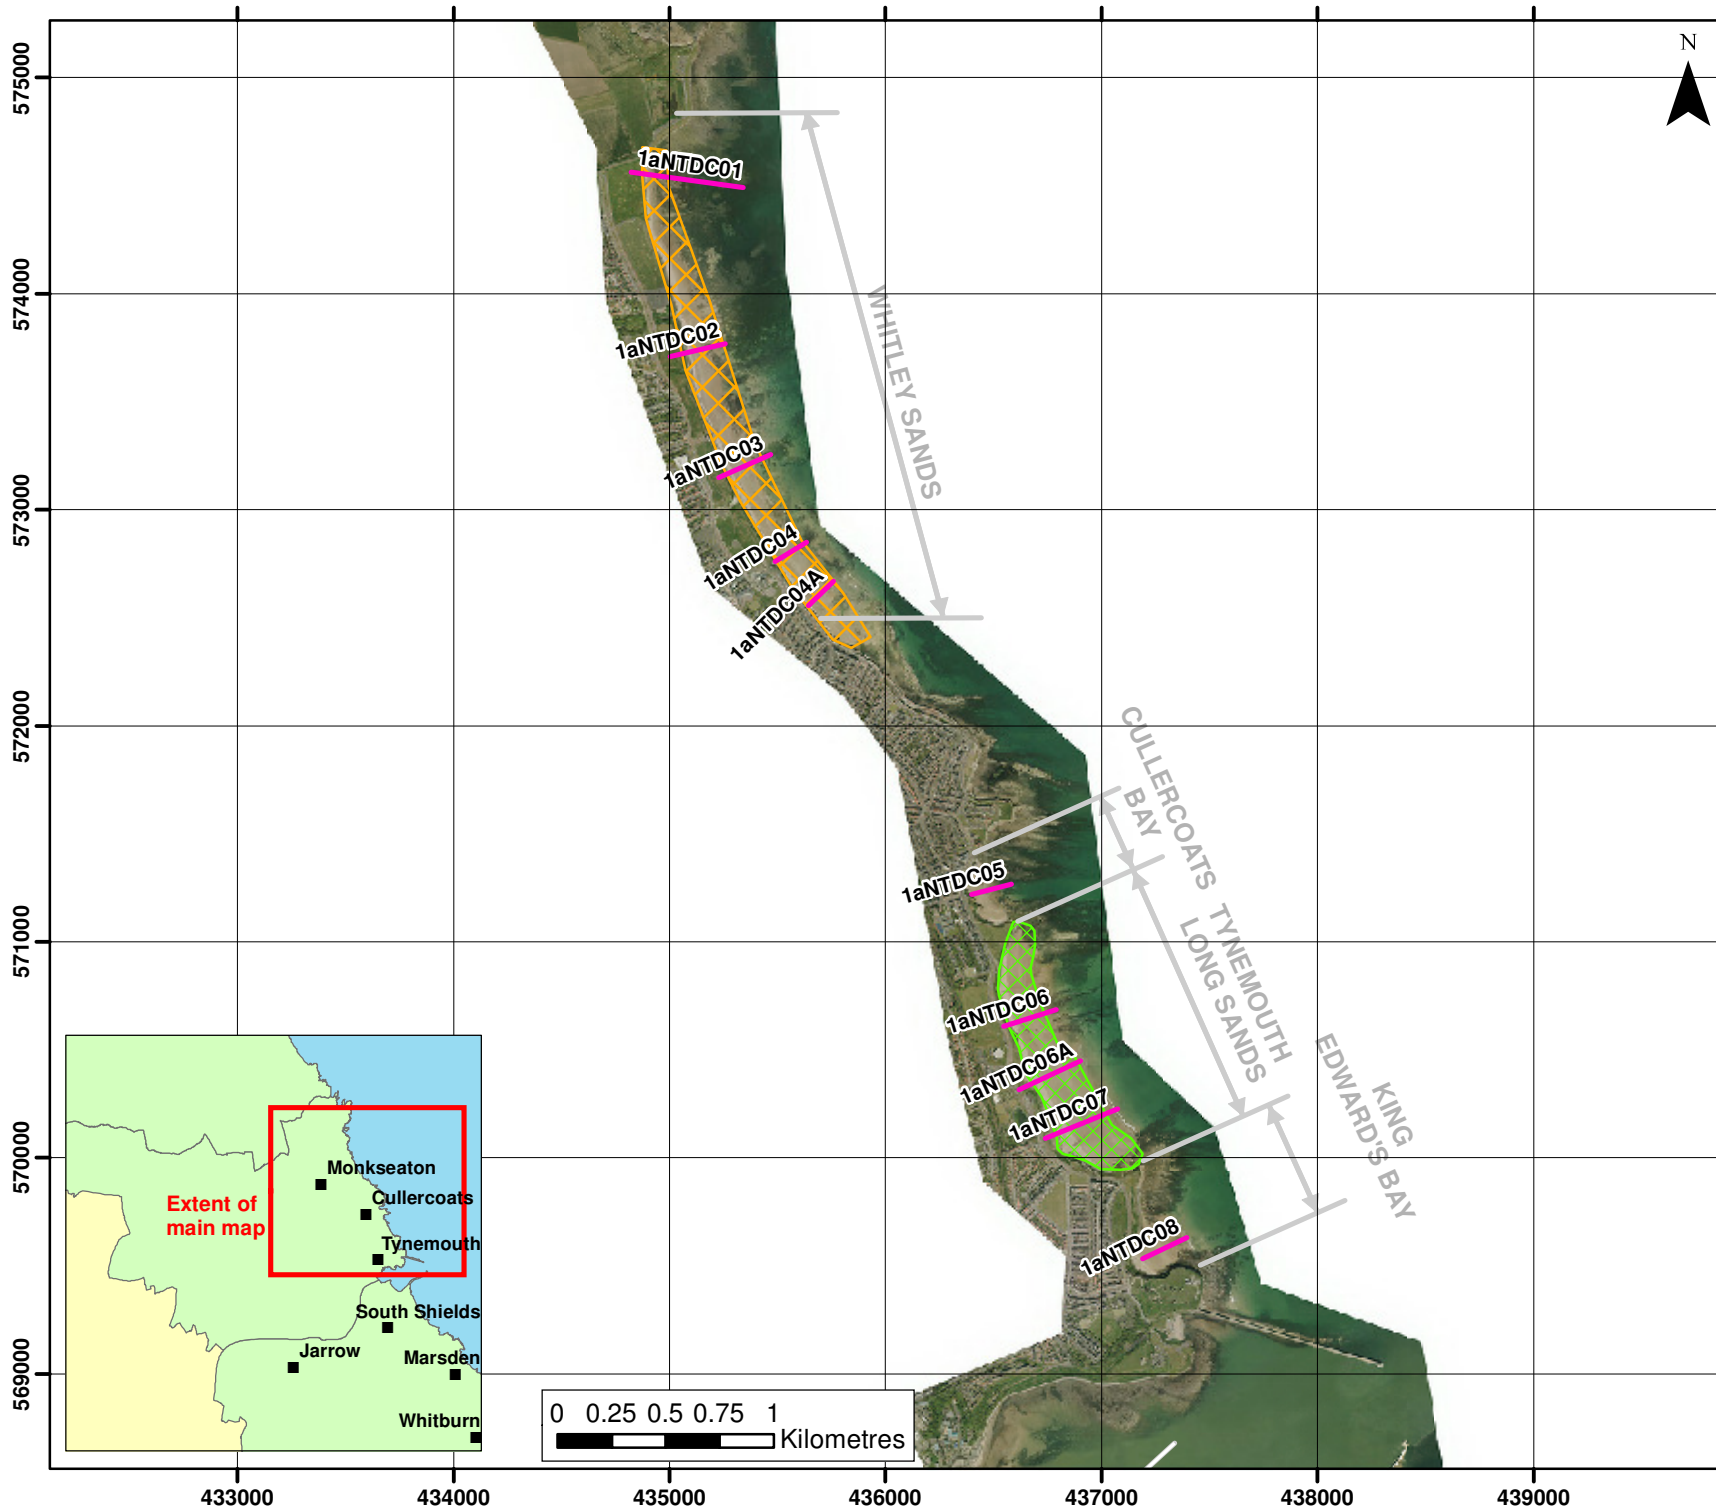 N
575000
574000
573000
572000
571000
570000
569000
1aNTDC01
1aNTDC02
1aNTDC03
1aNTDC04
1aNTDC04A
WHITLEY SANDS
CULLERCOATS
BAY
1aNTDC05
TYNEMOUTH
LONG SANDS
1aNTDC06
1aNTDC06A
1aNTDC07
KING
EDWARD'S BAY
1aNTDC08
Monkseaton
Cullercoats
Extent of
main map
Tynemouth
South Shields
Jarrow
Marsden
Whitburn
0 0.25 0.5 0.75 1
Kilometres
433000 434000 435000 436000 437000 438000 439000